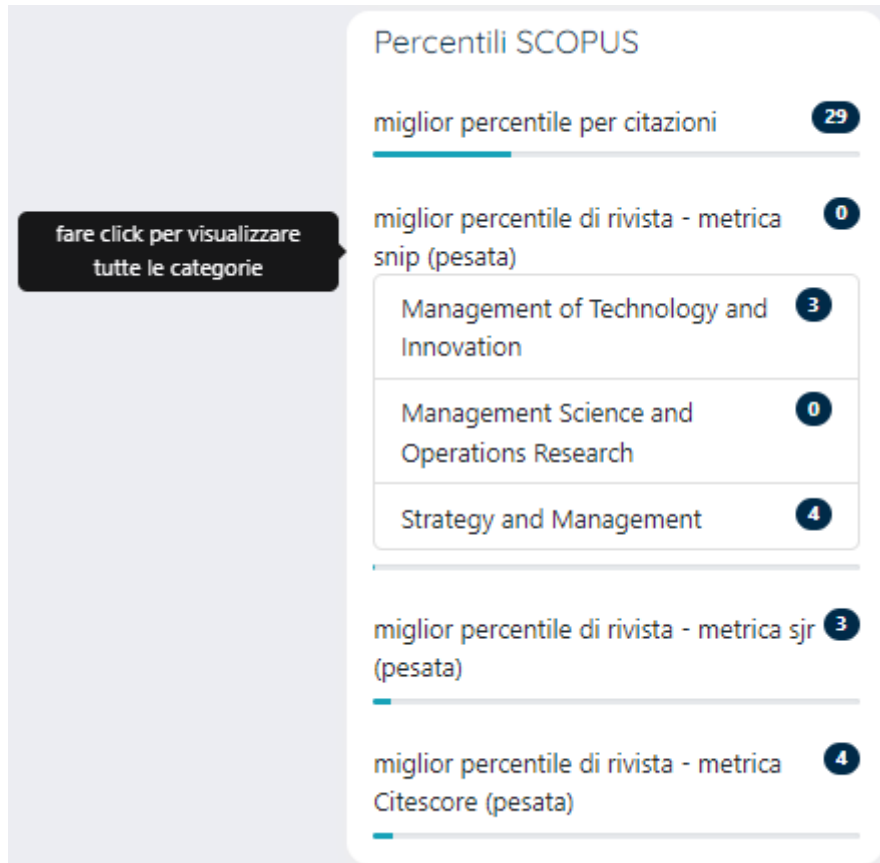 Percentili SCOPUS
miglior percentile per citazioni 29
miglior percentile di rivista - metrica 0
snip (pesata)
fare click per visualizzare
tutte le categorie
Management of Technology and 3
Innovation
Management Science and 0
Operations Research
Strategy and Management 4
miglior percentile di rivista - metrica sjr 3
(pesata)
miglior percentile di rivista - metrica 4
Citescore (pesata)